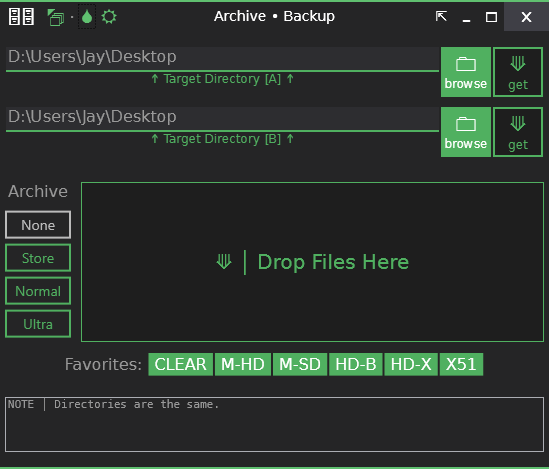 Archive • Backup
D:\Users\Jay\Desktop
browse
get
↑ Target Directory [A] ↑
D:\Users\Jay\Desktop
browse
get
↑ Target Directory [B] ↑
Archive
None
Store
Normal
Ultra
⤋ | Drop Files Here
Favorites: CLEAR M-HD M-SD HD-B HD-X X51
NOTE | Directories are the same.